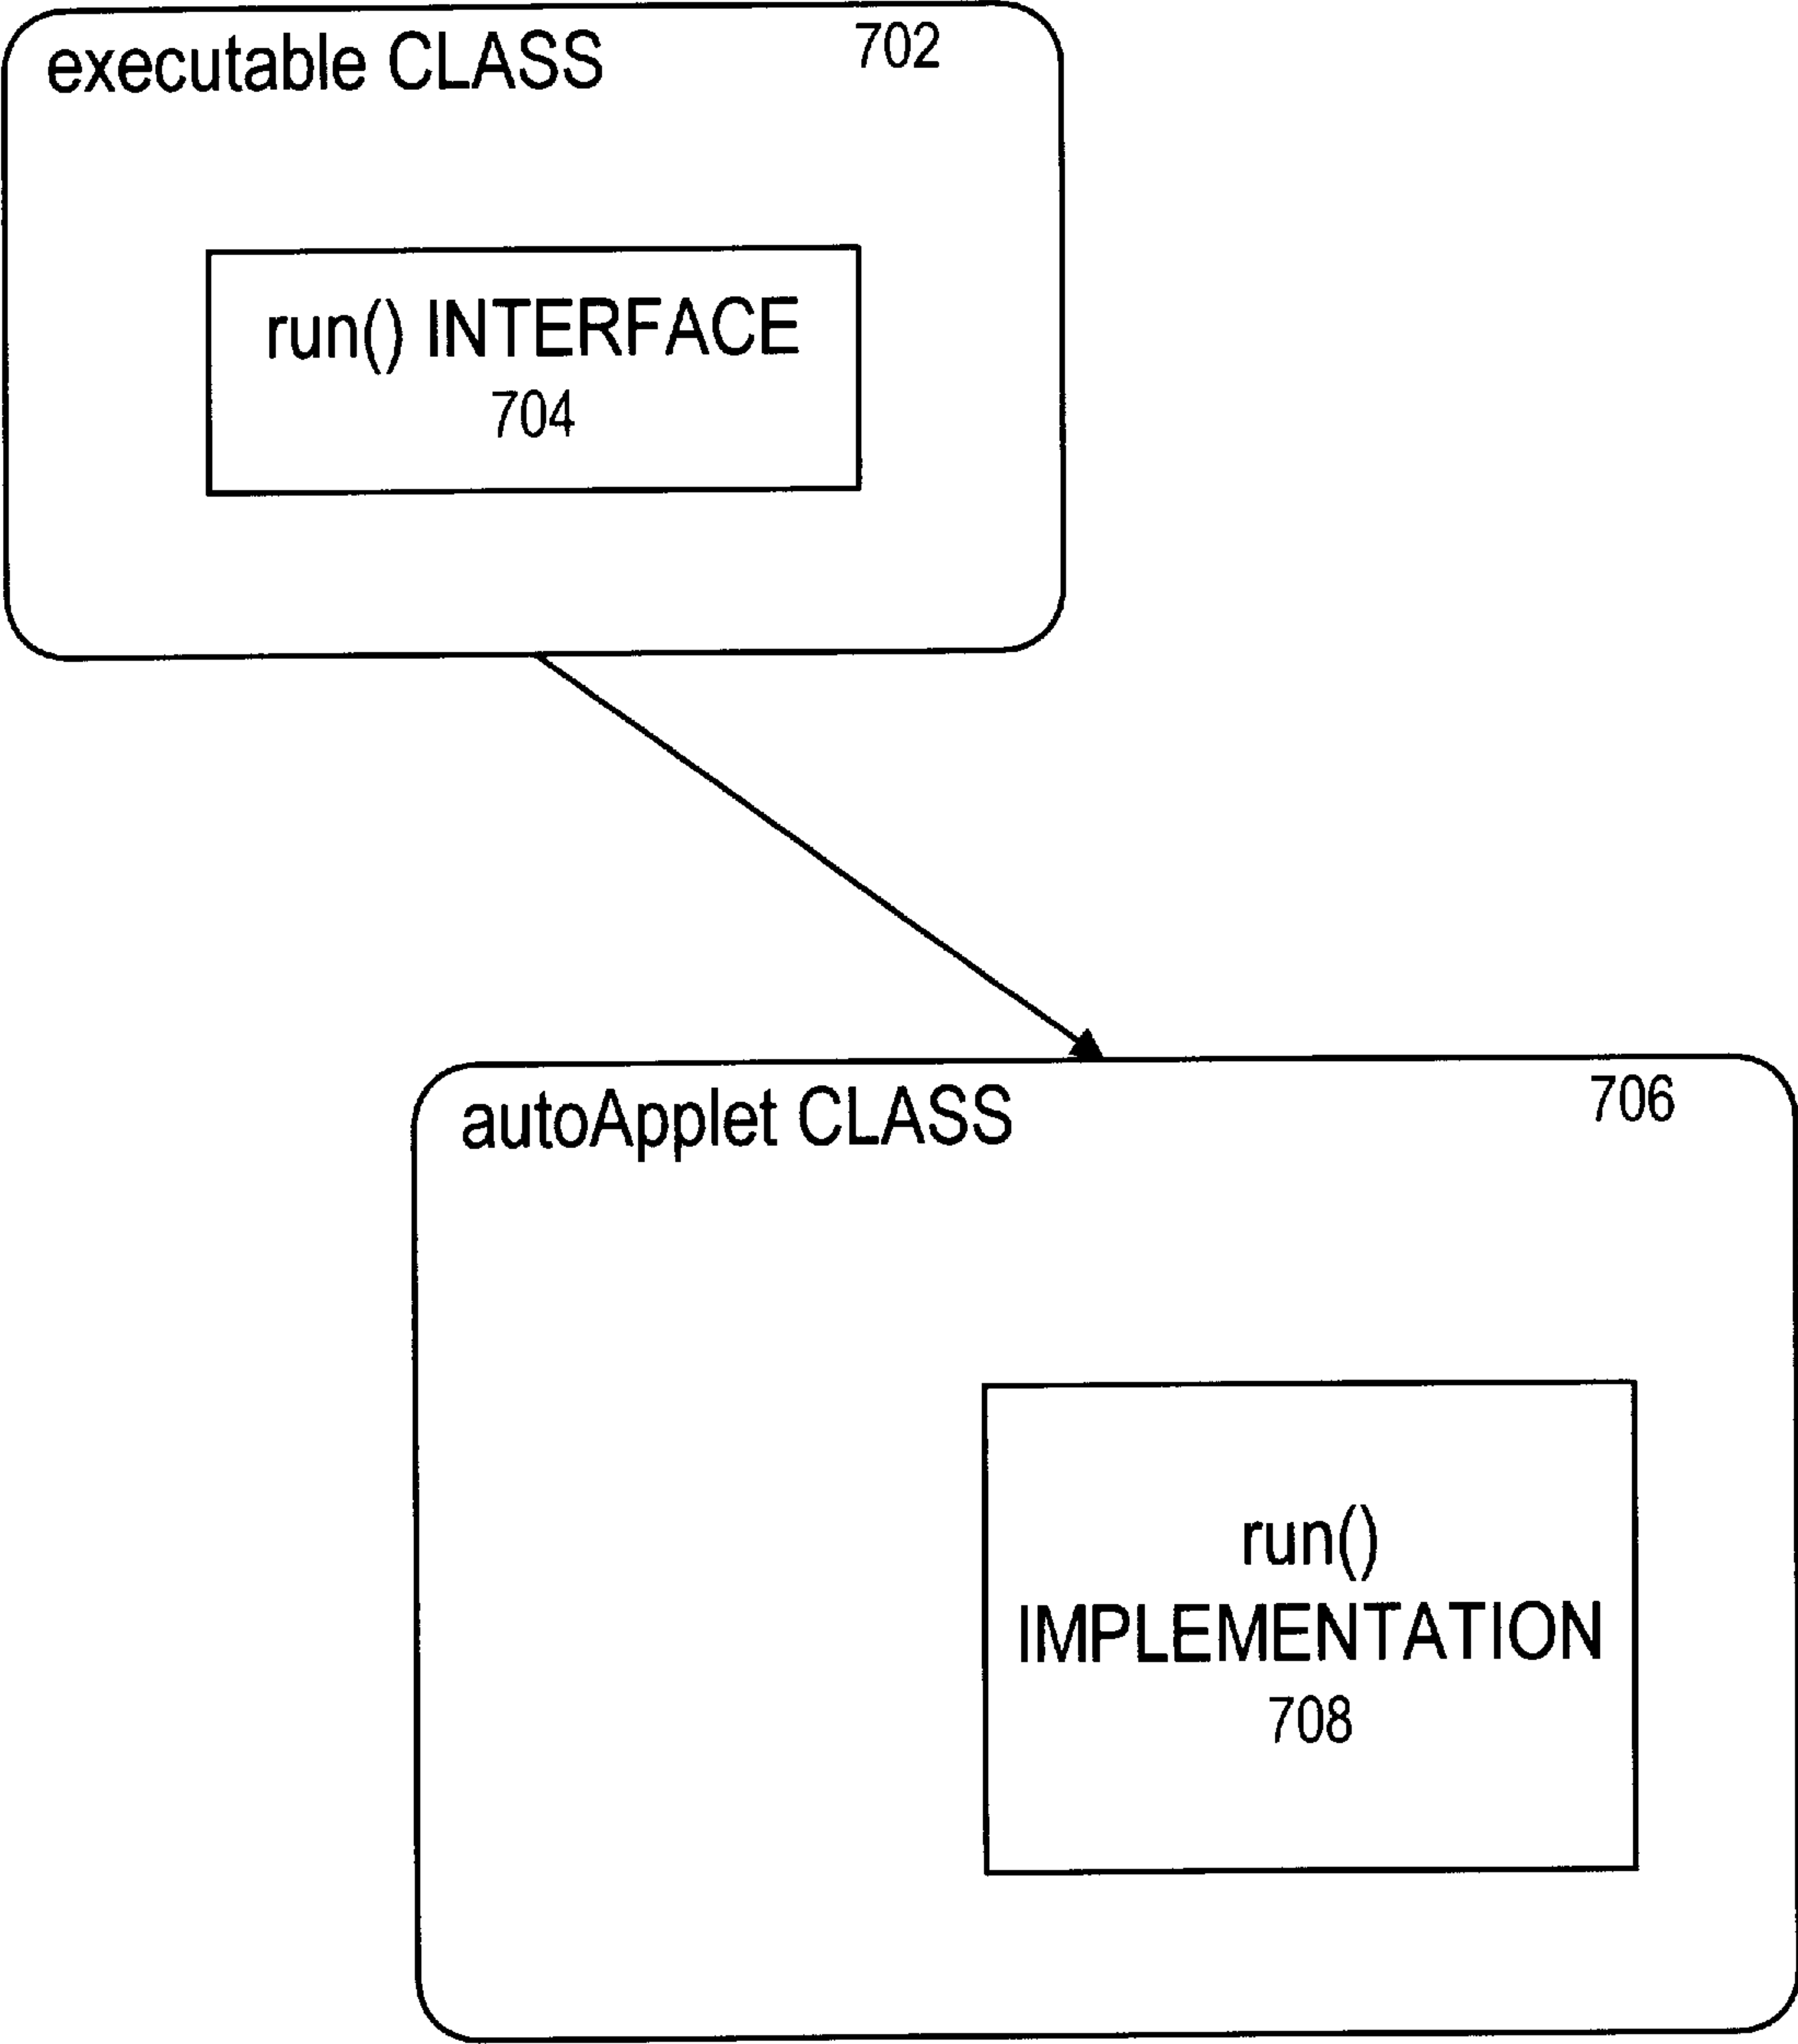 executable CLASS 702
run() INTERFACE
704
autoApplet CLASS 706
run()
IMPLEMENTATION
708